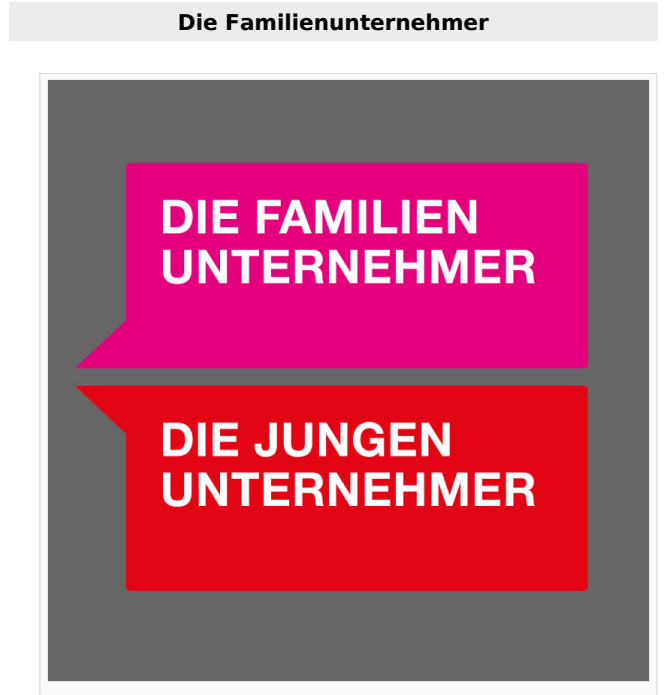 Die Familienunternehmer
DIE FAMILIEN
UNTERNEHMER
DIE JUNGEN
UNTERNEHMER